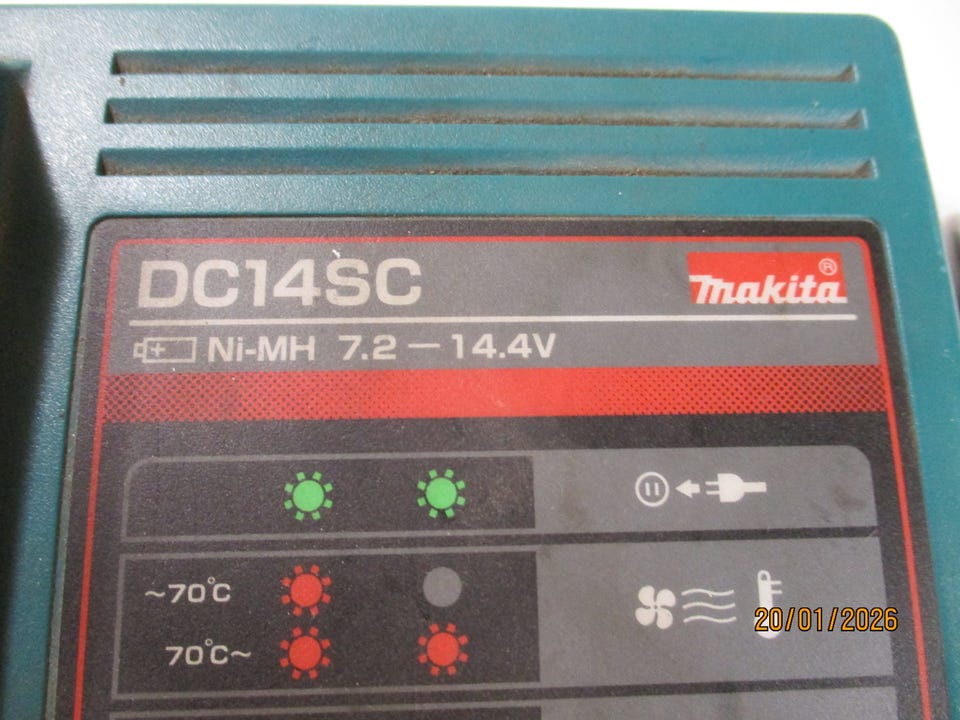 DC14SC
makita®
Ni-MH 7.2 — 14.4V
~70℃
70℃~
20/01/2026